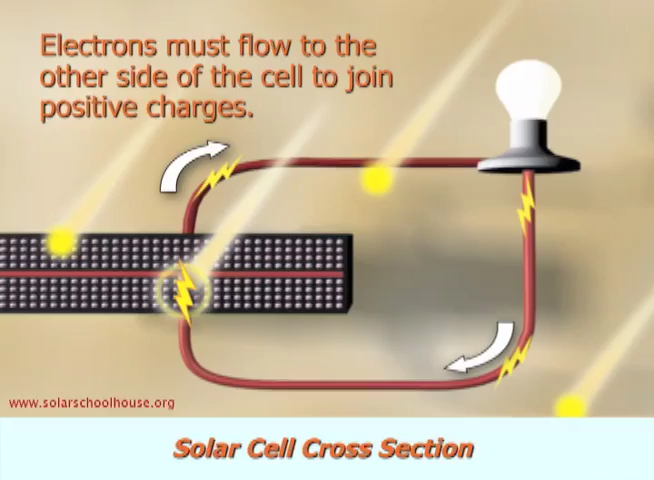 Electrons must flow to the
other side of the cell to join
positive charges.
www.solarschoolhouse.org
Solar Cell Cross Section